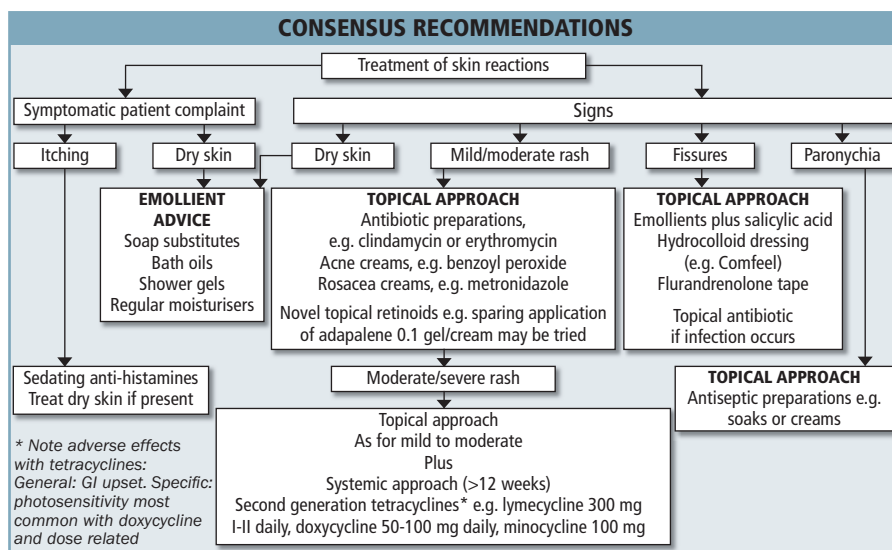 CONSENSUS RECOMMENDATIONS
Treatment of skin reactions
Symptomatic patient complaint
Signs
Itching
Dry skin
Dry skin
Mild/moderate rash
Fissures
Paronychia
EMOLLIENT
ADVICE
Soap substitutes
Bath oils
Shower gels
Regular moisturisers
TOPICAL APPROACH
Antibiotic preparations,
e.g. clindamycin or erythromycin
Acne creams, e.g. benzoyl peroxide
Rosacea creams, e.g. metronidazole
Novel topical retinoids e.g. sparing application
of adapalene 0.1 gel/cream may be tried
TOPICAL APPROACH
Emollients plus salicylic acid
Hydrocolloid dressing
(e.g. Comfeel)
Flurandrenolone tape
Topical antibiotic
if infection occurs
Sedating anti-histamines
Treat dry skin if present
Moderate/severe rash
TOPICAL APPROACH
Antiseptic preparations e.g.
soaks or creams
Topical approach
As for mild to moderate
Plus
Systemic approach (>12 weeks)
Second generation tetracyclines* e.g. lymecycline 300 mg
I-II daily, doxycycline 50-100 mg daily, minocycline 100 mg
* Note adverse effects
with tetracyclines:
General: GI upset. Specific:
photosensitivity most
common with doxycycline
and dose related